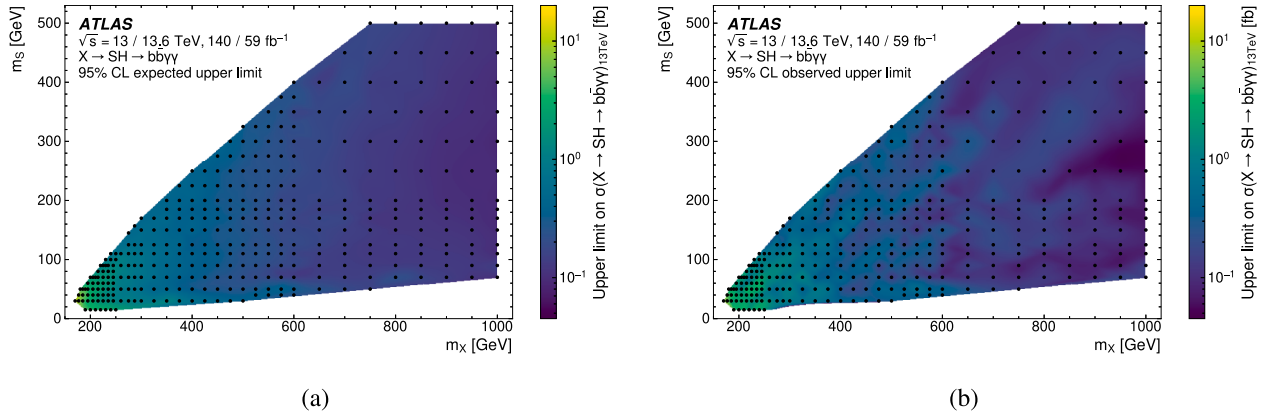 ATLAS
√s = 13 / 13.6 TeV, 140 / 59 fb⁻¹
X → SH → bb̄γγ
95% CL expected upper limit
m_S [GeV]
500
400
300
200
100
0
200
400
600
800
1000
m_X [GeV]
10¹
10⁰
10⁻¹
Upper limit on σ(X → SH → bb̄γγ)₁₃TeV [fb]
(a)
ATLAS
√s = 13 / 13.6 TeV, 140 / 59 fb⁻¹
X → SH → bb̄γγ
95% CL observed upper limit
m_S [GeV]
500
400
300
200
100
0
200
400
600
800
1000
m_X [GeV]
10¹
10⁰
10⁻¹
Upper limit on σ(X → SH → bb̄γγ)₁₃TeV [fb]
(b)